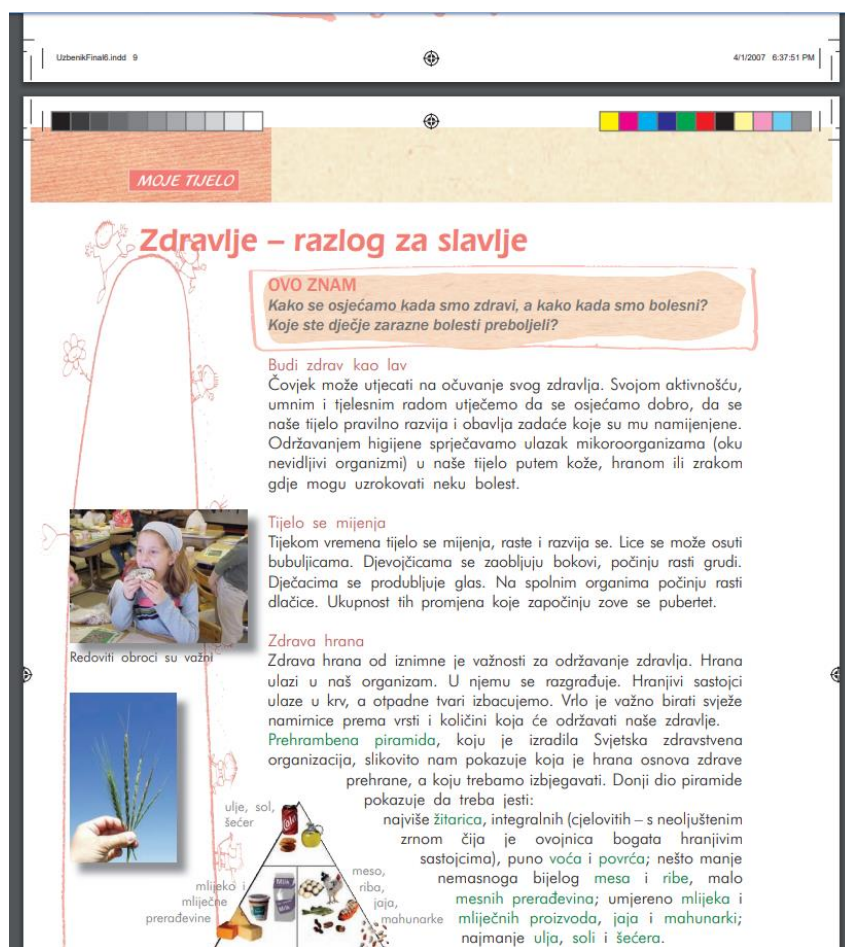 UzbenikFinal6.indd 9
4/1/2007 6:37:51 PM
MOJE TIJELO
Zdravlje – razlog za slavlje
OVO ZNAM
Kako se osjećamo kada smo zdravi, a kako kada smo bolesni?
Koje ste dječje zarazne bolesti preboljeli?
Budi zdrav kao lav
Čovjek može utjecati na očuvanje svog zdravlja. Svojom aktivnošću,
umnim i tjelesnim radom utječemo da se osjećamo dobro, da se
naše tijelo pravilno razvija i obavlja zadaće koje su mu namijenjene.
Održavanjem higijene sprječavamo ulazak mikoroorganizama (oku
nevidljivi organizmi) u naše tijelo putem kože, hranom ili zrakom
gdje mogu uzrokovati neku bolest.
Tijelo se mijenja
Tijekom vremena tijelo se mijenja, raste i razvija se. Lice se može osuti
bubuljicama. Djevojčicama se zaobljuju bokovi, počinju rasti grudi.
Dječacima se produbljuje glas. Na spolnim organima počinju rasti
dlačice. Ukupnost tih promjena koje započinju zove se pubertet.
Redoviti obroci su važni
Zdrava hrana
Zdrava hrana od iznimne je važnosti za održavanje zdravlja. Hrana
ulazi u naš organizam. U njemu se razgrađuje. Hranjivi sastojci
ulaze u krv, a otpadne tvari izbacujemo. Vrlo je važno birati svježe
namirnice prema vrsti i količini koja će održavati naše zdravlje.
Prehrambena piramida, koju je izradila Svjetska zdravstvena
organizacija, slikovito nam pokazuje koja je hrana osnova zdrave
prehrane, a koju trebamo izbjegavati. Donji dio piramide
pokazuje da treba jesti:
najviše žitarica, integralnih (cjelovitih – s neoljuštenim
zrnom čija je ovojnica bogata hranjivim
sastojcima), puno voća i povrća; nešto manje
nemasnoga bijelog mesa i ribe, malo
mesnih prerađevina; umjereno mlijeka i
mliječnih proizvoda, jaja i mahunarki;
najmanje ulja, soli i šećera.
ulje, sol,
šećer
mlijeko i
mliječne
prerađevine
meso,
riba,
jaja,
mahunarke